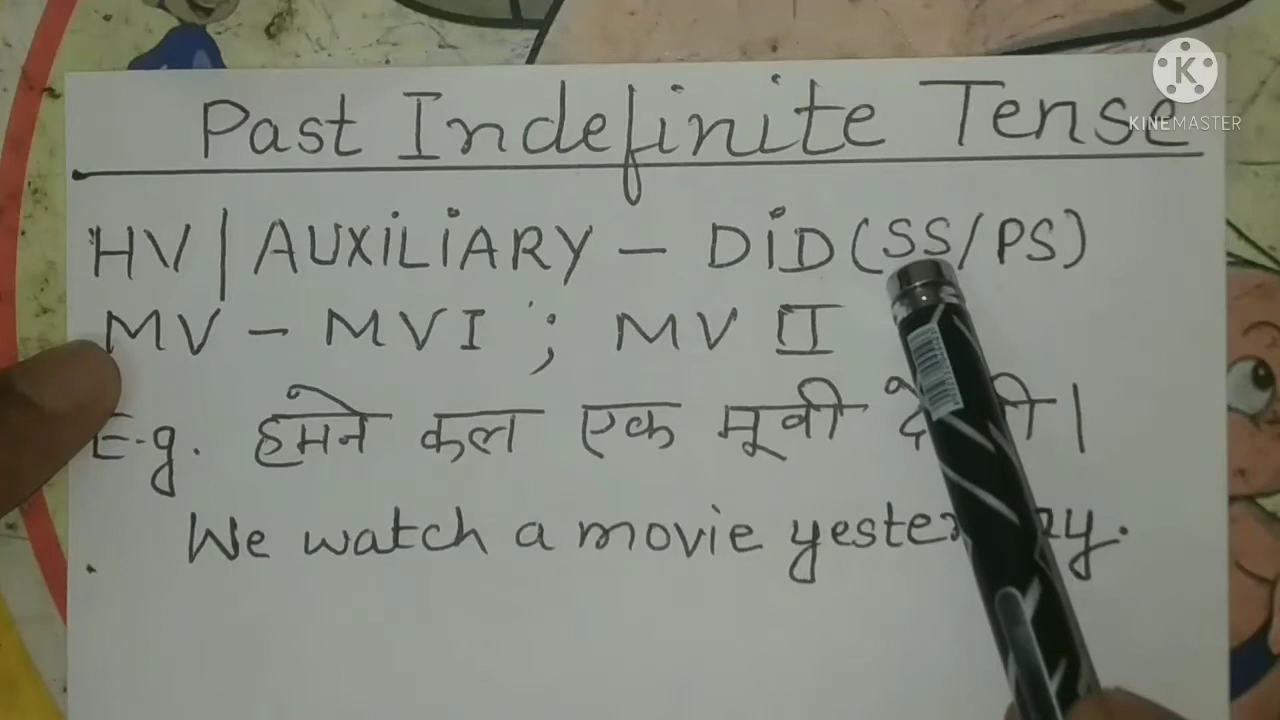 Past Indefinite Tense
K
KINEMASTER
HV | AUXILIARY - DID (SS/PS)
MV - MVI ; MV II
E.g. हमने कल एक मूवी
We watch a movie